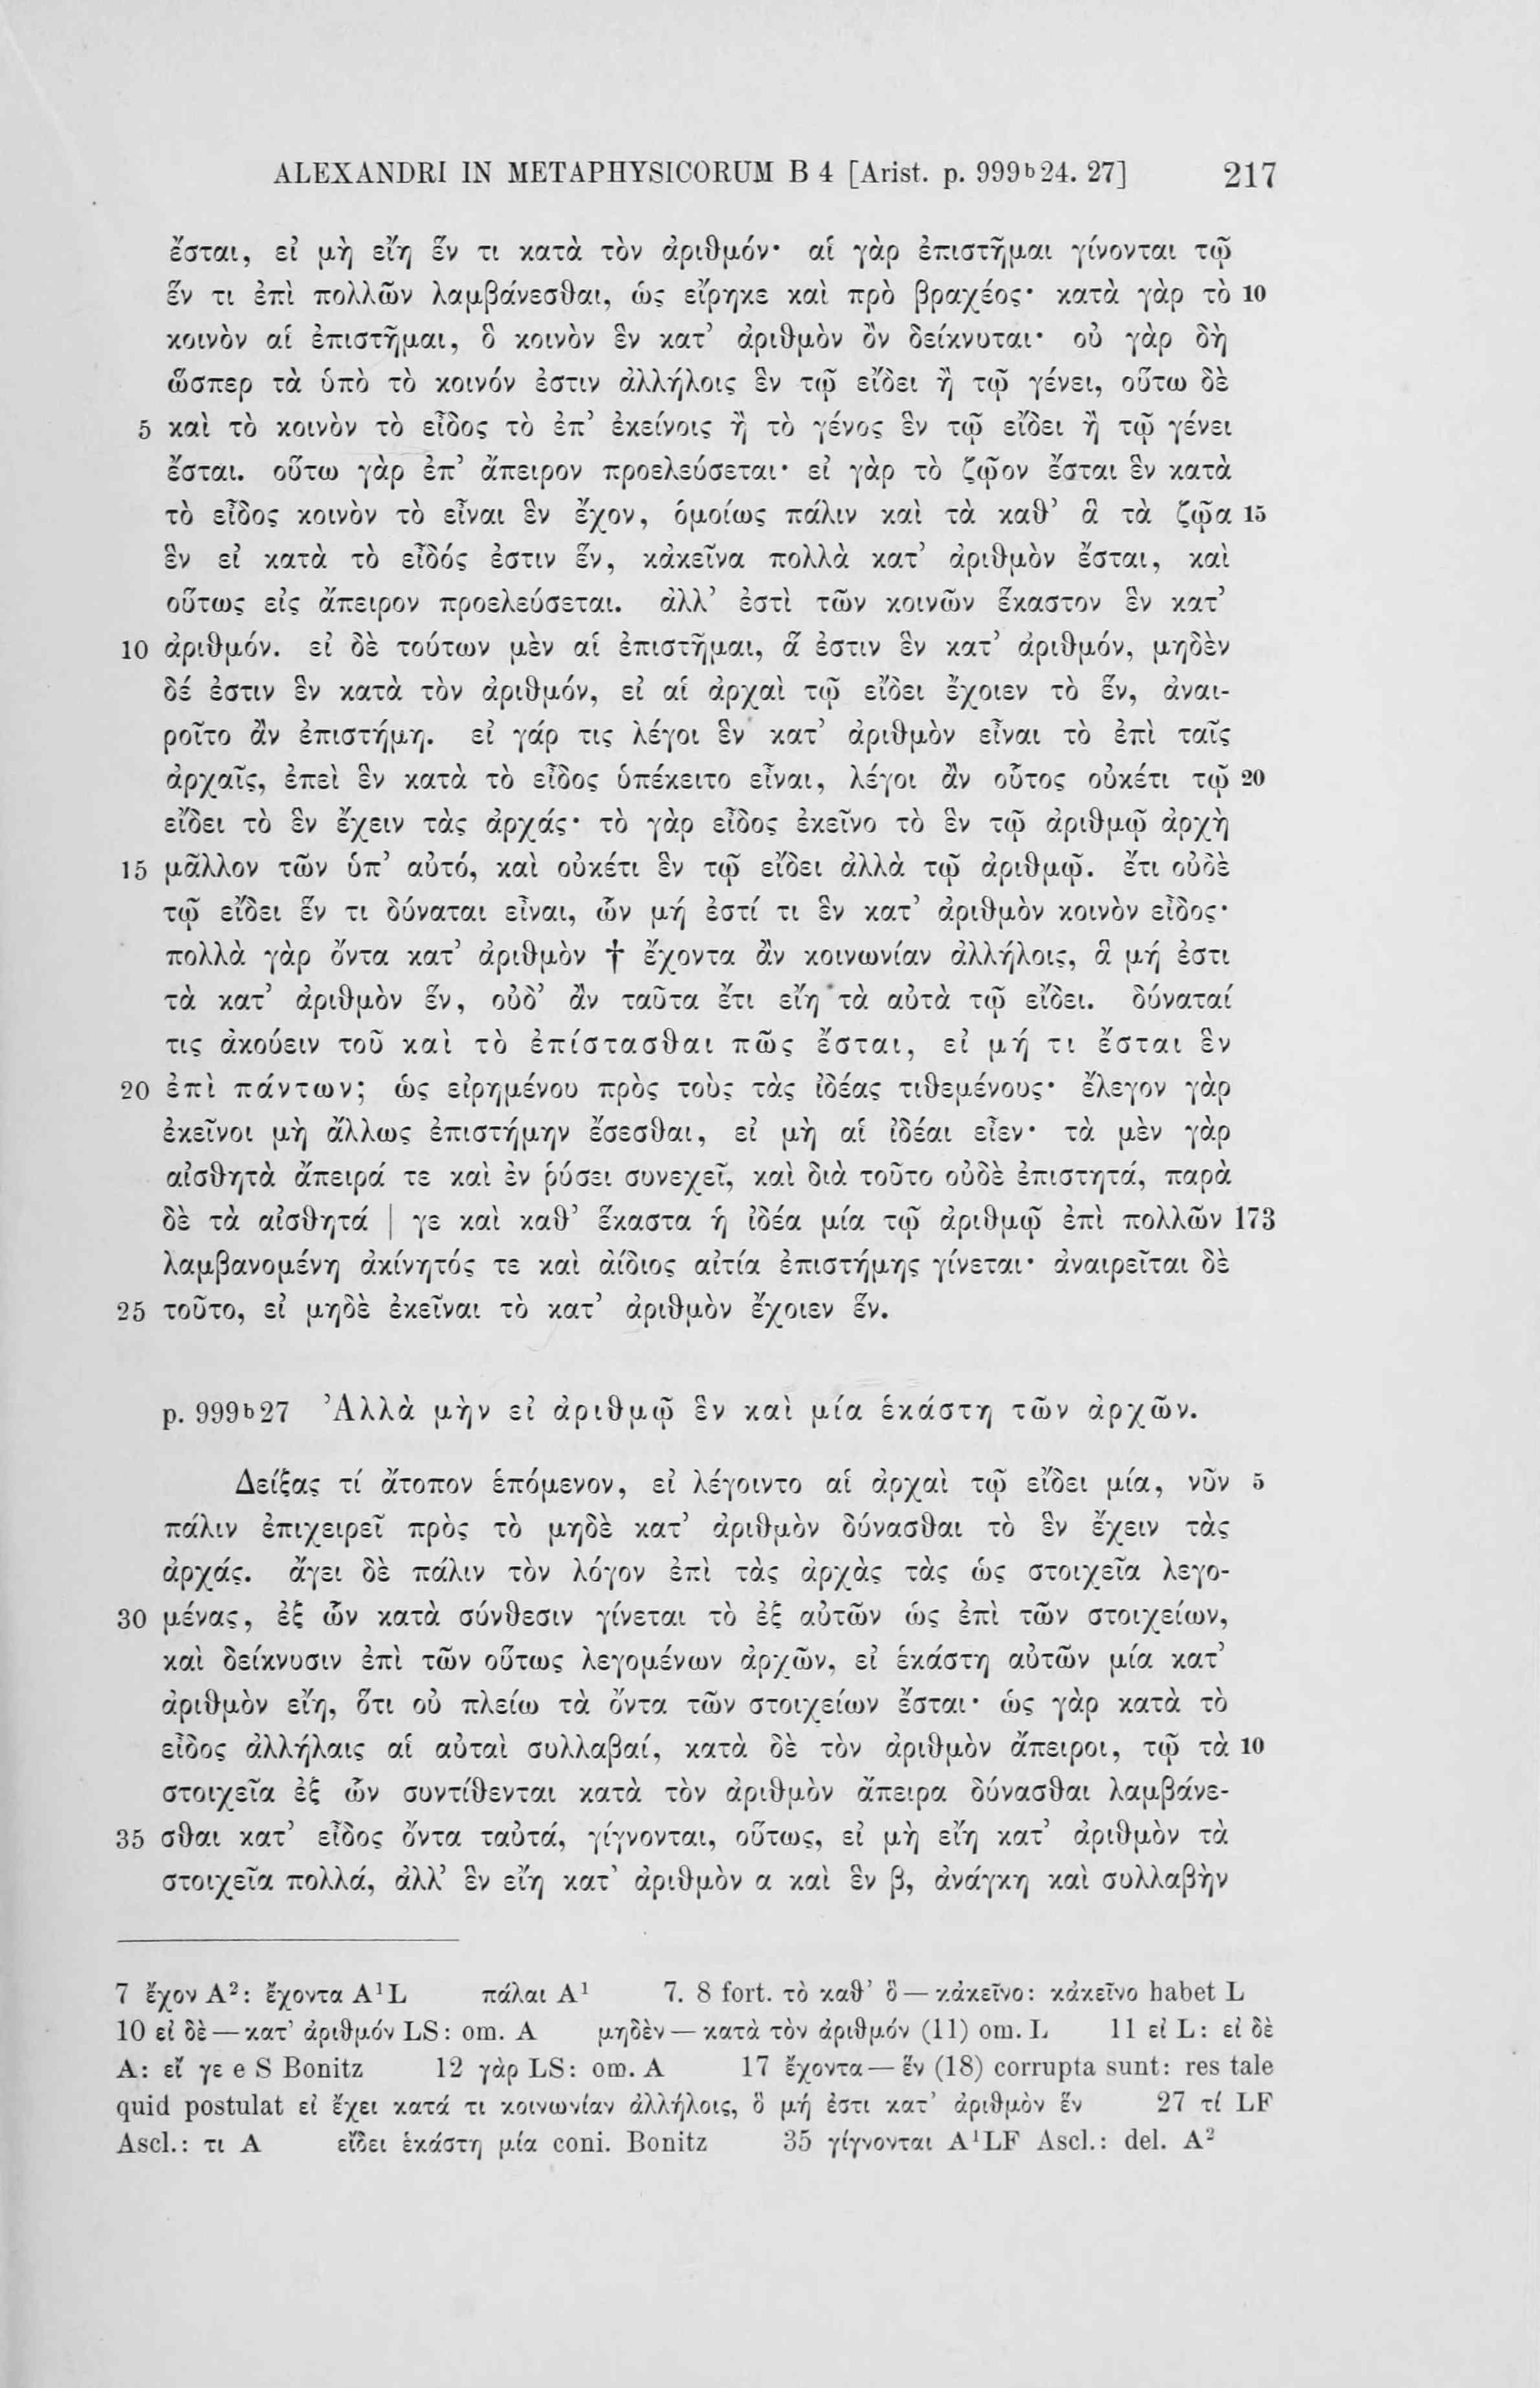 ALEXANDRI IN METAPHYSICORUM B 4 [Arist. p. 999ᵇ24. 27] 217
ἔσται, εἰ μὴ εἴη ἕν τι κατὰ τὸν ἀριθμόν· αἱ γὰρ ἐπιστῆμαι γίνονται τῷ
ἕν τι ἐπὶ πολλῶν λαμβάνεσθαι, ὡς εἴρηκε καὶ πρὸ βραχέος· κατὰ γὰρ τὸ 10
κοινὸν αἱ ἐπιστῆμαι, ὃ κοινὸν ἓν κατ’ ἀριθμὸν ὂν δείκνυται· οὐ γὰρ δὴ
ὥσπερ τὰ ὑπὸ τὸ κοινόν ἐστιν ἀλλήλοις ἓν τῷ εἴδει ἢ τῷ γένει, οὕτω δὲ
5 καὶ τὸ κοινὸν τὸ εἶδος τὸ ἐπ’ ἐκείνοις ἢ τὸ γένος ἓν τῷ εἴδει ἢ τῷ γένει
ἔσται. οὕτω γὰρ ἐπ’ ἄπειρον προελεύσεται· εἰ γὰρ τὸ ζῷον ἔσται ἓν κατὰ
τὸ εἶδος κοινὸν τὸ εἶναι ἓν ἔχον, ὁμοίως πάλιν καὶ τὰ καθ’ ἃ τὰ ζῷα 15
ἓν εἰ κατὰ τὸ εἶδός ἐστιν ἕν, κἀκεῖνα πολλὰ κατ’ ἀριθμὸν ἔσται, καὶ
οὕτως εἰς ἄπειρον προελεύσεται. ἀλλ’ ἐστὶ τῶν κοινῶν ἕκαστον ἓν κατ’
10 ἀριθμόν. εἰ δὲ τούτων μὲν αἱ ἐπιστῆμαι, ἅ ἐστιν ἓν κατ’ ἀριθμόν, μηδὲν
δέ ἐστιν ἓν κατὰ τὸν ἀριθμόν, εἰ αἱ ἀρχαὶ τῷ εἴδει ἔχοιεν τὸ ἕν, ἀναι-
ροῖτο ἂν ἐπιστήμη. εἰ γάρ τις λέγοι ἓν κατ’ ἀριθμὸν εἶναι τὸ ἐπὶ ταῖς
ἀρχαῖς, ἐπεὶ ἓν κατὰ τὸ εἶδος ὑπέκειτο εἶναι, λέγοι ἂν οὗτος οὐκέτι τῷ 20
εἴδει τὸ ἓν ἔχειν τὰς ἀρχάς· τὸ γὰρ εἶδος ἐκεῖνο τὸ ἓν τῷ ἀριθμῷ ἀρχὴ
15 μᾶλλον τῶν ὑπ’ αὐτό, καὶ οὐκέτι ἓν τῷ εἴδει ἀλλὰ τῷ ἀριθμῷ. ἔτι οὐδὲ
τῷ εἴδει ἕν τι δύναται εἶναι, ὧν μή ἐστί τι ἓν κατ’ ἀριθμὸν κοινὸν εἶδος·
πολλὰ γὰρ ὄντα κατ’ ἀριθμὸν † ἔχοντα ἂν κοινωνίαν ἀλλήλοις, ἃ μή ἐστι
τὰ κατ’ ἀριθμὸν ἕν, οὐδ’ ἂν ταῦτα ἔτι εἴη τὰ αὐτὰ τῷ εἴδει. δύναταί
τις ἀκούειν τοῦ καὶ τὸ ἐπίστασθαι πῶς ἔσται, εἰ μή τι ἔσται ἓν
20 ἐπὶ πάντων; ὡς εἰρημένου πρὸς τοὺς τὰς ἰδέας τιθεμένους· ἔλεγον γὰρ
ἐκεῖνοι μὴ ἄλλως ἐπιστήμην ἔσεσθαι, εἰ μὴ αἱ ἰδέαι εἶεν· τὰ μὲν γὰρ
αἰσθητὰ ἄπειρά τε καὶ ἐν ῥύσει συνεχεῖ, καὶ διὰ τοῦτο οὐδὲ ἐπιστητά, παρὰ
δὲ τὰ αἰσθητά | γε καὶ καθ’ ἕκαστα ἡ ἰδέα μία τῷ ἀριθμῷ ἐπὶ πολλῶν 173
λαμβανομένη ἀκίνητός τε καὶ ἀίδιος αἰτία ἐπιστήμης γίνεται· ἀναιρεῖται δὲ
25 τοῦτο, εἰ μηδὲ ἐκεῖναι τὸ κατ’ ἀριθμὸν ἔχοιεν ἕν.
p. 999ᵇ27 Ἀλλὰ μὴν εἰ ἀριθμῷ ἓν καὶ μία ἑκάστη τῶν ἀρχῶν.
Δείξας τί ἄτοπον ἑπόμενον, εἰ λέγοιντο αἱ ἀρχαὶ τῷ εἴδει μία, νῦν 5
πάλιν ἐπιχειρεῖ πρὸς τὸ μηδὲ κατ’ ἀριθμὸν δύνασθαι τὸ ἓν ἔχειν τὰς
ἀρχάς. ἄγει δὲ πάλιν τὸν λόγον ἐπὶ τὰς ἀρχὰς τὰς ὡς στοιχεῖα λεγο-
30 μένας, ἐξ ὧν κατὰ σύνθεσιν γίνεται τὸ ἐξ αὐτῶν ὡς ἐπὶ τῶν στοιχείων,
καὶ δείκνυσιν ἐπὶ τῶν οὕτως λεγομένων ἀρχῶν, εἰ ἑκάστη αὐτῶν μία κατ’
ἀριθμὸν εἴη, ὅτι οὐ πλείω τὰ ὄντα τῶν στοιχείων ἔσται· ὡς γὰρ κατὰ τὸ
εἶδος ἀλλήλαις αἱ αὐταὶ συλλαβαί, κατὰ δὲ τὸν ἀριθμὸν ἄπειροι, τῷ τὰ 10
στοιχεῖα ἐξ ὧν συντίθενται κατὰ τὸν ἀριθμὸν ἄπειρα δύνασθαι λαμβάνε-
35 σθαι κατ’ εἶδος ὄντα ταὐτά, γίγνονται, οὕτως, εἰ μὴ εἴη κατ’ ἀριθμὸν τὰ
στοιχεῖα πολλά, ἀλλ’ ἓν εἴη κατ’ ἀριθμὸν α καὶ ἓν β, ἀνάγκη καὶ συλλαβὴν
7 ἔχον A²: ἔχοντα A¹L πάλαι A¹ 7. 8 fort. τὸ καθ’ ὃ — κἀκεῖνο: κἀκεῖνο habet L
10 εἰ δὲ — κατ’ ἀριθμόν LS: om. A μηδὲν — κατὰ τὸν ἀριθμόν (11) om. L 11 εἰ L: εἰ δὲ
A: εἴ γε e S Bonitz 12 γὰρ LS: om. A 17 ἔχοντα — ἕν (18) corrupta sunt: res tale
quid postulat εἰ ἔχει κατά τι κοινωνίαν ἀλλήλοις, ὃ μή ἐστι κατ’ ἀριθμὸν ἓν 27 τί LF
Ascl.: τι A εἴδει ἑκάστη μία coni. Bonitz 35 γίγνονται A¹LF Ascl.: del. A²